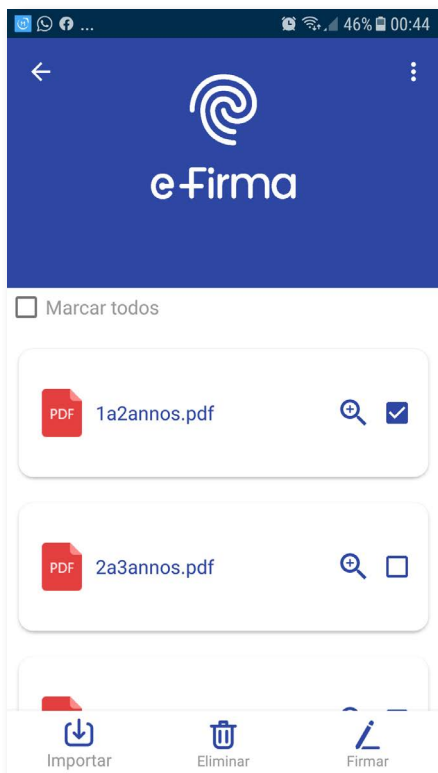 ... 46% 00:44
e-Firma
Marcar todos
PDF 1a2annos.pdf
PDF 2a3annos.pdf
Importar Eliminar Firmar